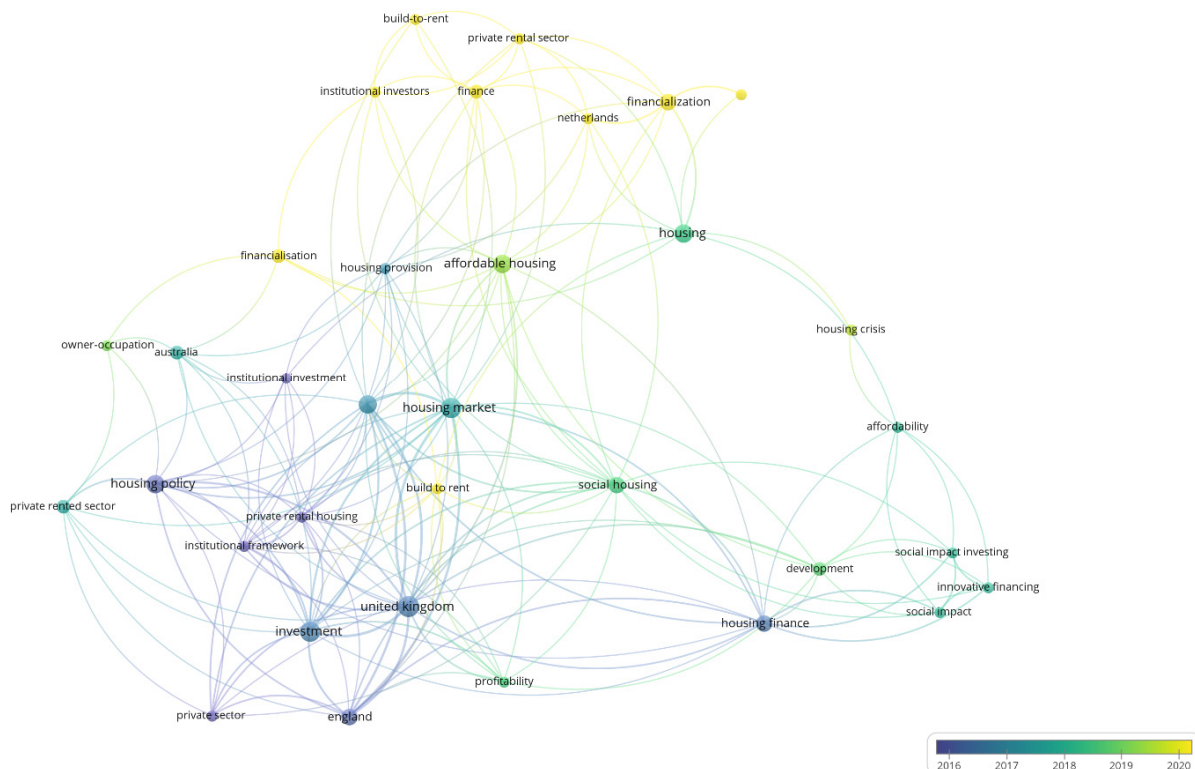 build-to-rent
private rental sector
institutional investors
finance
financialization
netherlands
housing
financialisation
housing provision
affordable housing
housing crisis
owner-occupation
australia
institutional investment
housing market
affordability
housing policy
social housing
build to rent
private rented sector
private rental housing
institutional framework
social impact investing
development
innovative financing
united kingdom
social impact
housing finance
investment
profitability
private sector
england
2016 2017 2018 2019 2020